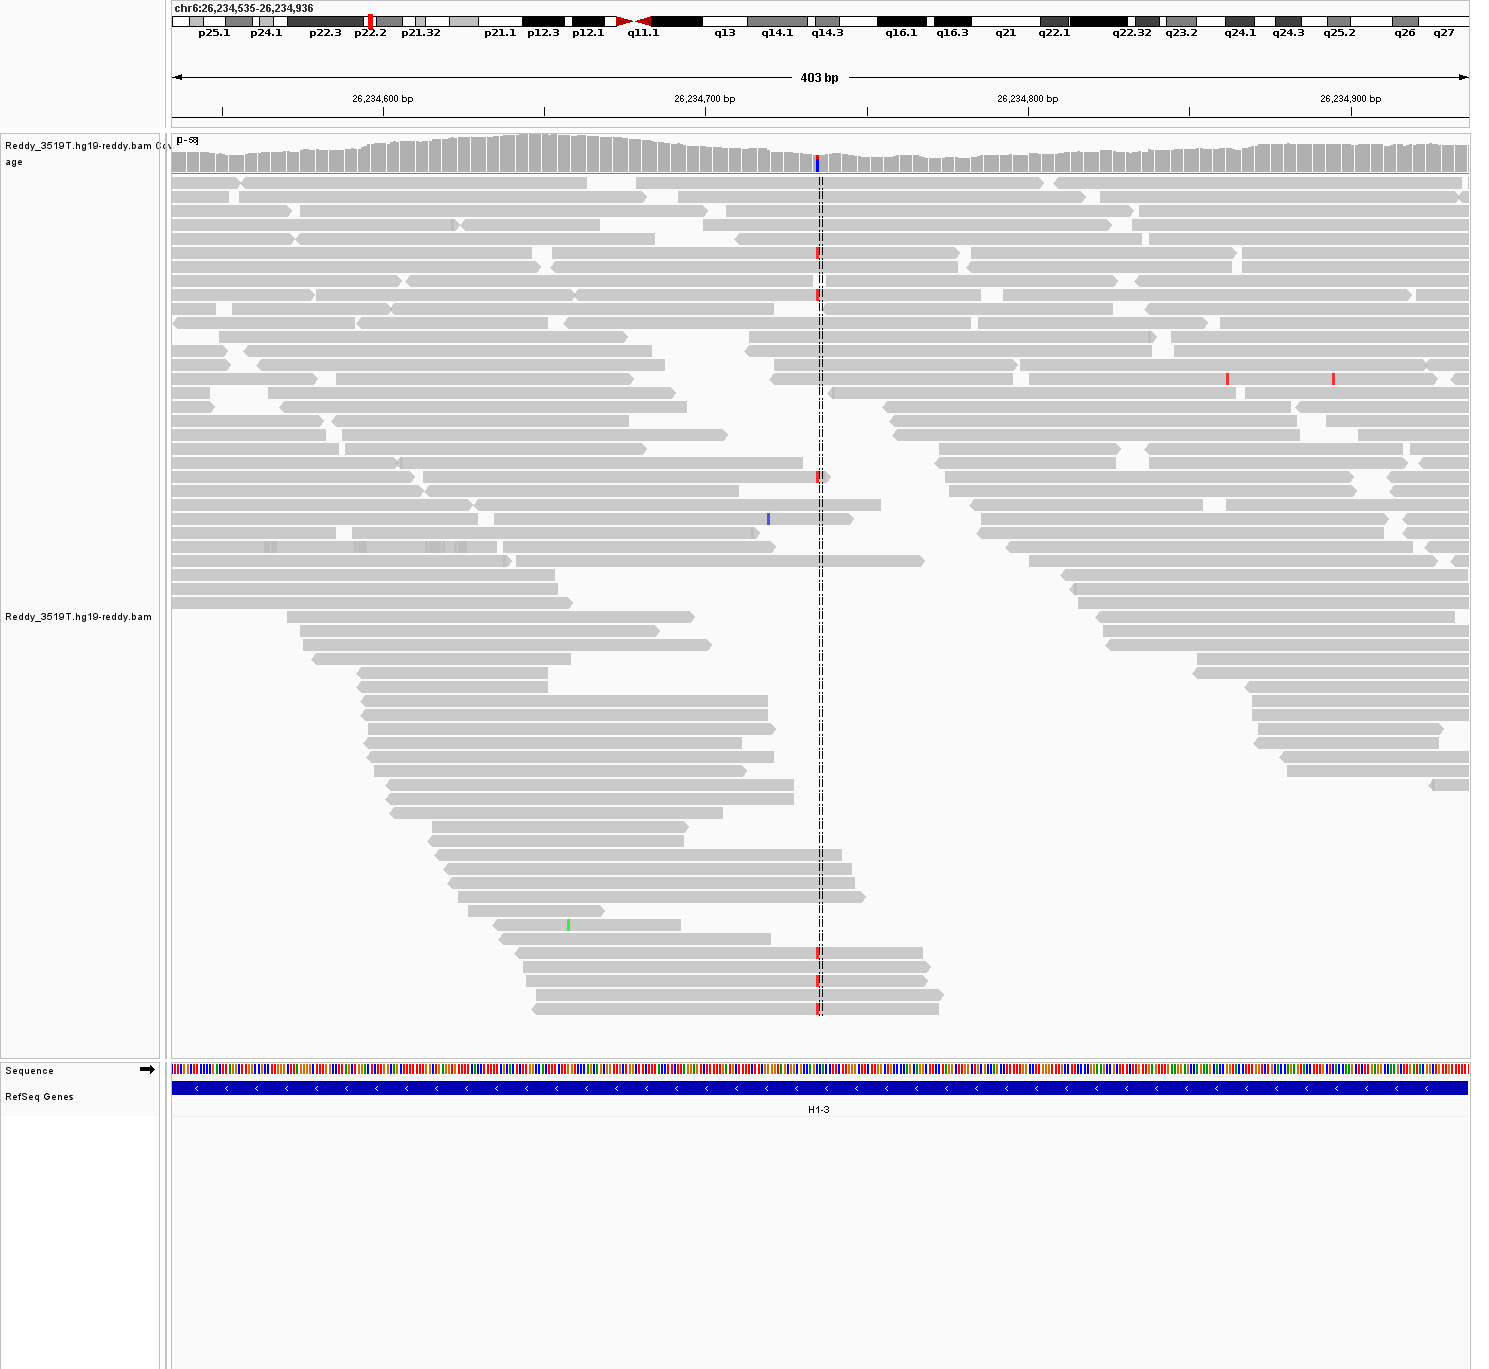 chr6:26,234,535-26,234,936
p25.1 p24.1 p22.3 p22.2 p21.32 p21.1 p12.3 p12.1 q11.1 q13 q14.1 q14.3 q16.1 q16.3 q21 q22.1 q22.32 q23.2 q24.1 q24.3 q25.2 q26 q27
403 bp
26,234,600 bp 26,234,700 bp 26,234,800 bp 26,234,900 bp
Reddy_3519T.hg19-reddy.bam Cov
age
Reddy_3519T.hg19-reddy.bam
Sequence
RefSeq Genes
H1-3